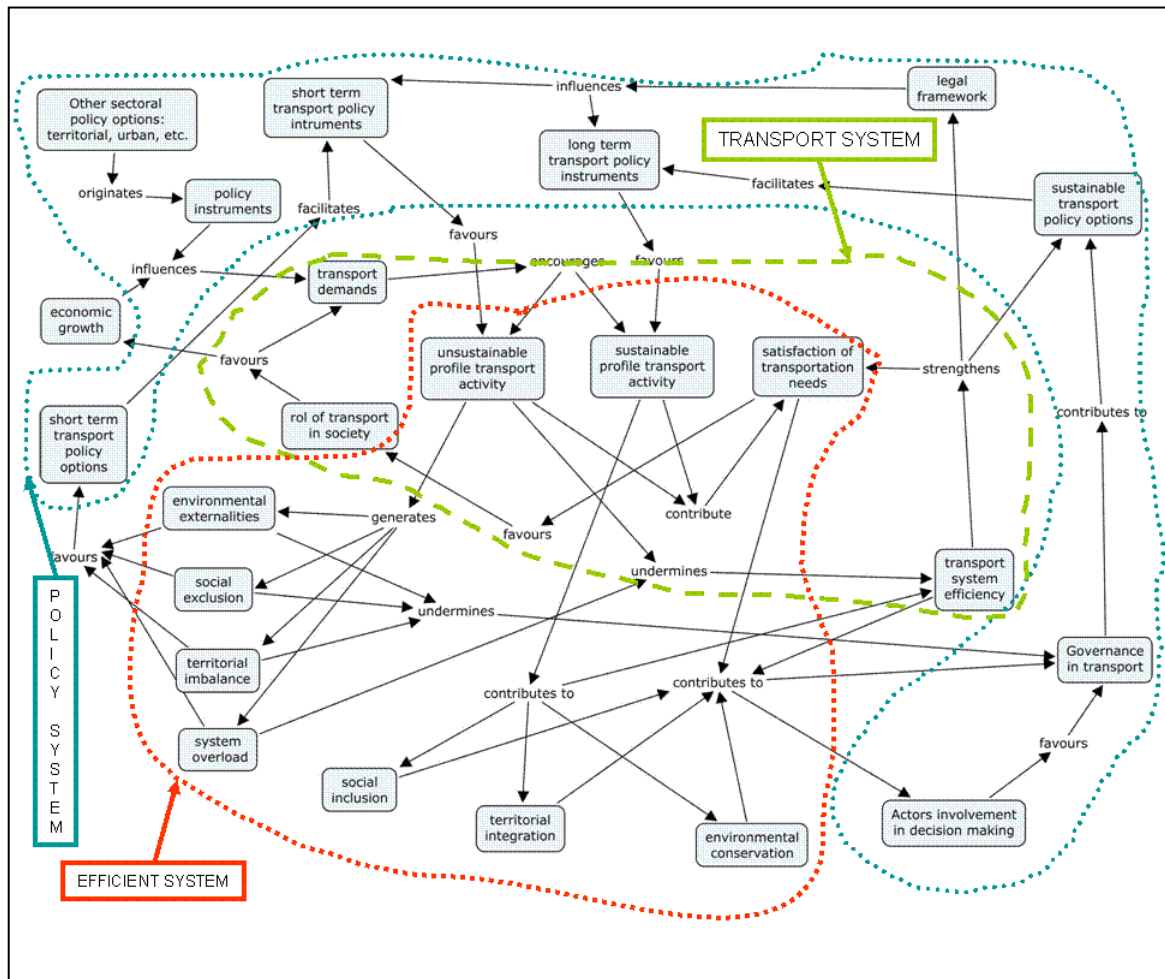 Other sectoral
policy options:
territorial, urban, etc.
short term
transport policy
intruments
influences
legal
framework
TRANSPORT SYSTEM
long term
transport policy
instruments
originates
policy
instruments
facilitates
facilitates
sustainable
transport
policy options
favours
influences
transport
demands
encourages
favours
economic
growth
favours
unsustainable
profile transport
activity
sustainable
profile transport
activity
satisfaction of
transportation
needs
strengthens
short term
transport
policy
options
rol of transport
in society
contributes to
environmental
externalities
generates
contribute
favours
favours
social
exclusion
undermines
undermines
transport
system
efficiency
POLICY SYSTEM
territorial
imbalance
Governance
in transport
contributes to
contributes to
system
overload
favours
social
inclusion
territorial
integration
environmental
conservation
Actors involvement
in decision making
EFFICIENT SYSTEM